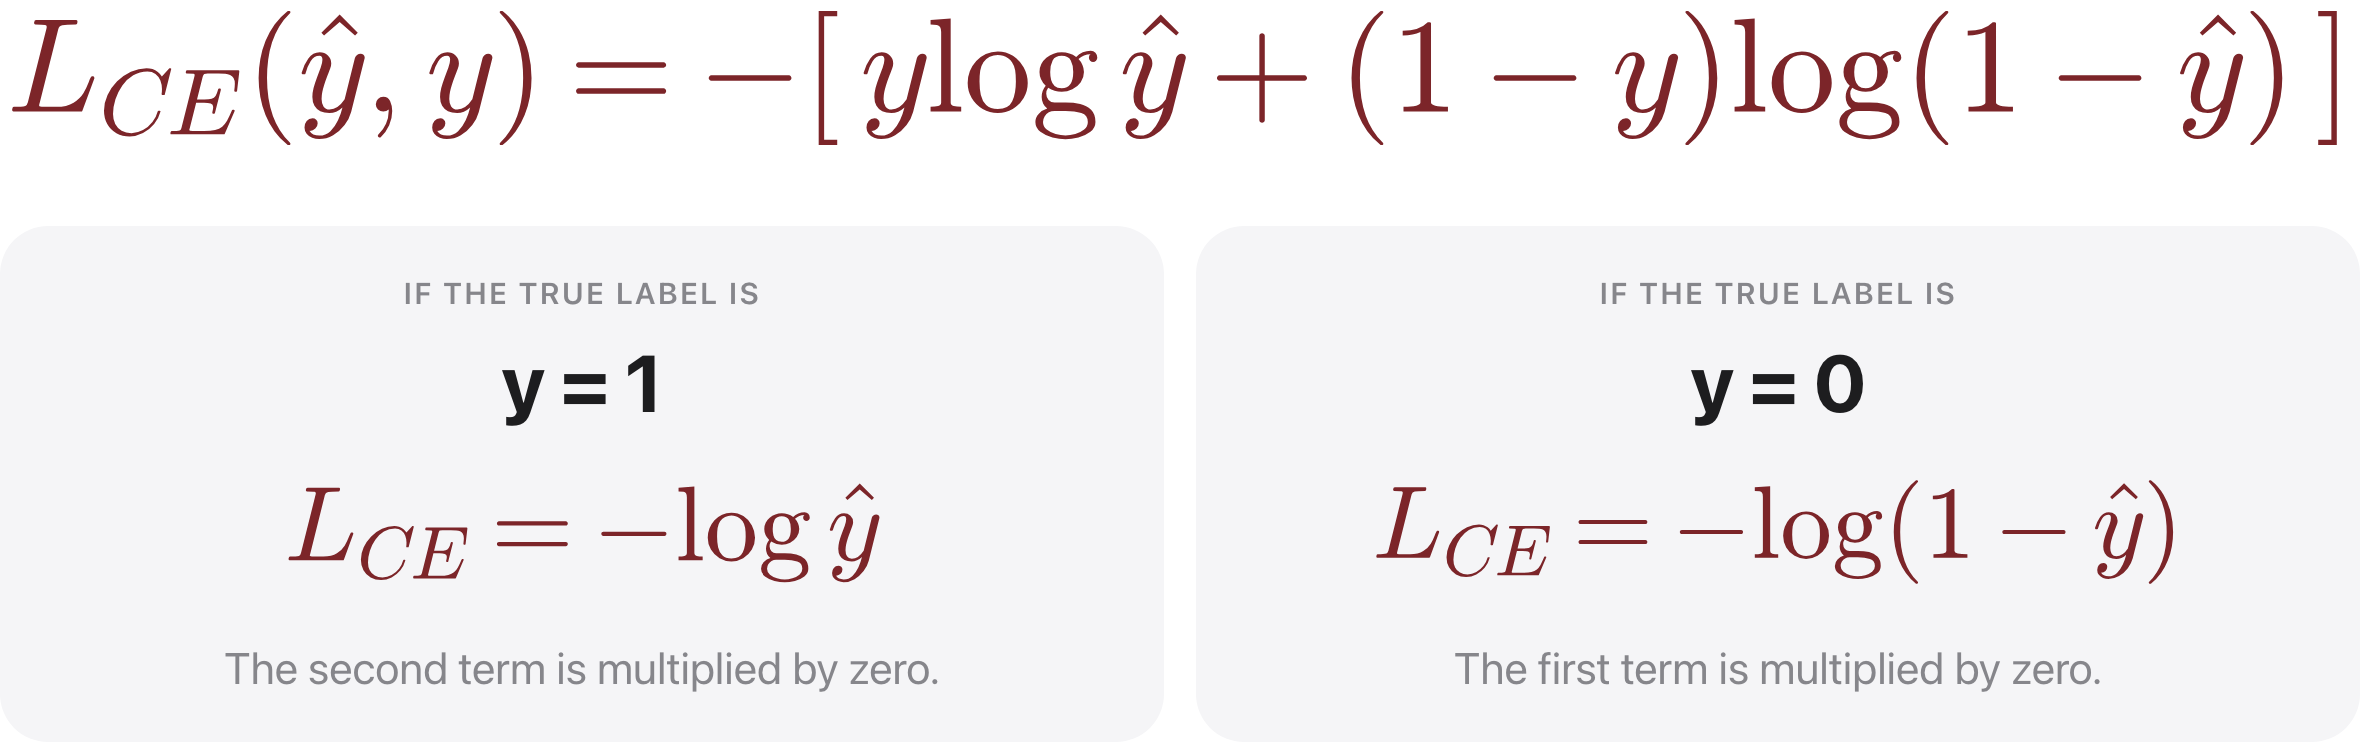 L_CE(ŷ, y) = −[ y log ŷ + (1 − y) log(1 − ŷ) ]
IF THE TRUE LABEL IS
y = 1
L_CE = −log ŷ
The second term is multiplied by zero.
IF THE TRUE LABEL IS
y = 0
L_CE = −log(1 − ŷ)
The first term is multiplied by zero.